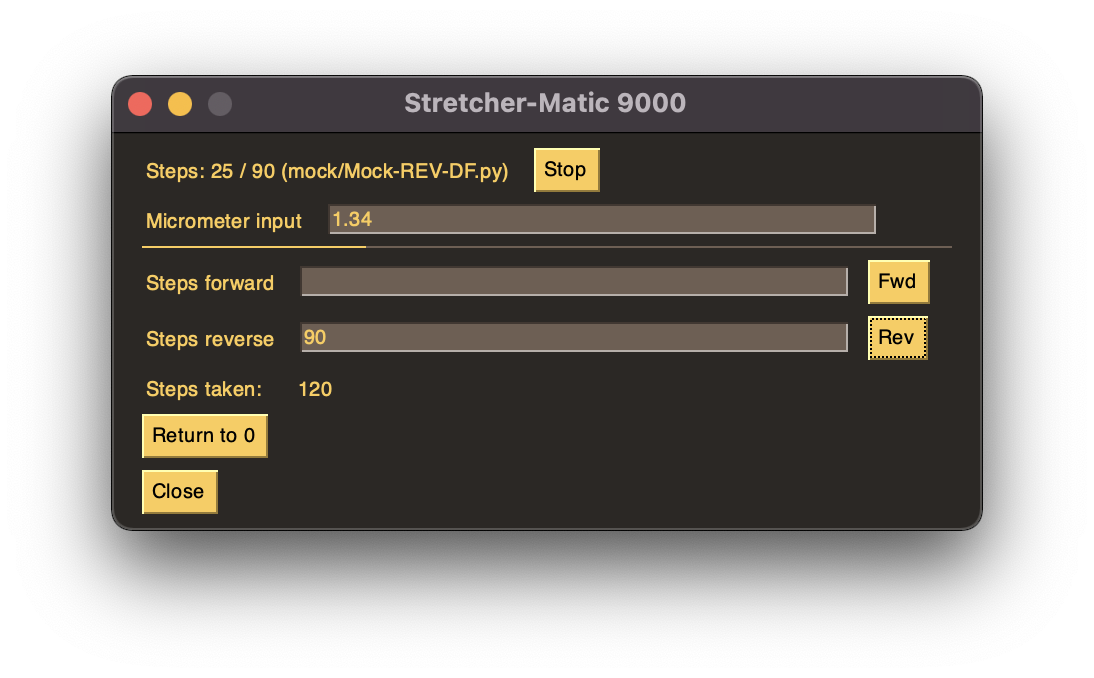 Stretcher-Matic 9000
Steps: 25 / 90 (mock/Mock-REV-DF.py) Stop
Micrometer input 1.34
Steps forward Fwd
Steps reverse 90 Rev
Steps taken: 120
Return to 0
Close